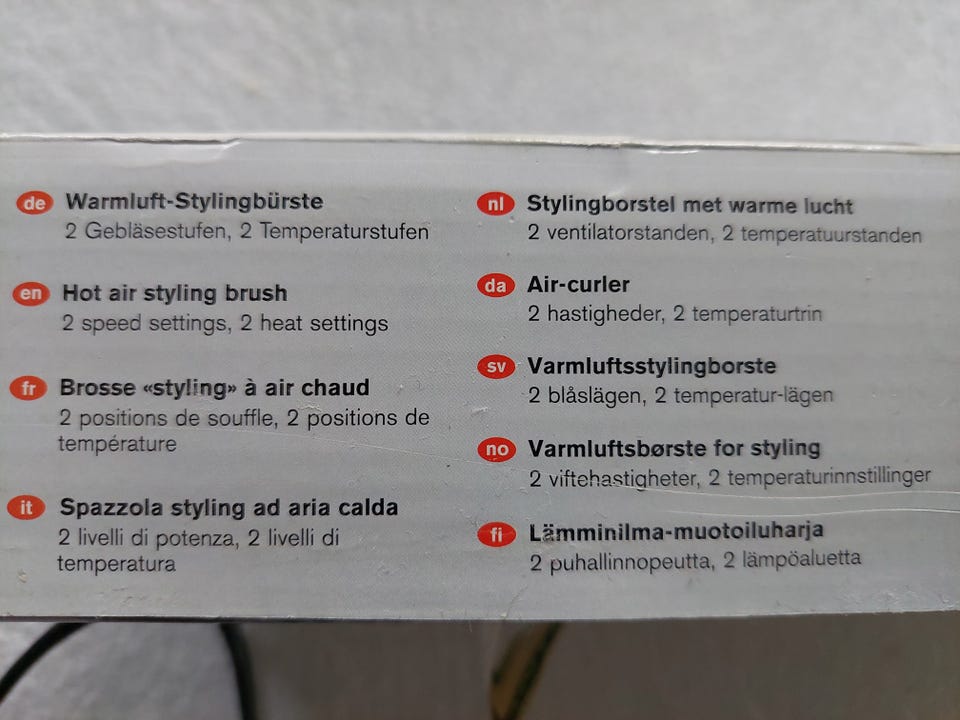 de Warmluft-Stylingbürste
2 Gebläsestufen, 2 Temperaturstufen
en Hot air styling brush
2 speed settings, 2 heat settings
fr Brosse «styling» à air chaud
2 positions de souffle, 2 positions de
température
it Spazzola styling ad aria calda
2 livelli di potenza, 2 livelli di
temperatura
nl Stylingborstel met warme lucht
2 ventilatorstanden, 2 temperatuurstanden
da Air-curler
2 hastigheder, 2 temperaturtrin
sv Varmluftsstylingborste
2 blåslägen, 2 temperatur-lägen
no Varmluftsbørste for styling
2 viftehastigheter, 2 temperaturinnstillinger
fi Lämminilma-muotoiluharja
2 puhallinnopeutta, 2 lämpöaluetta